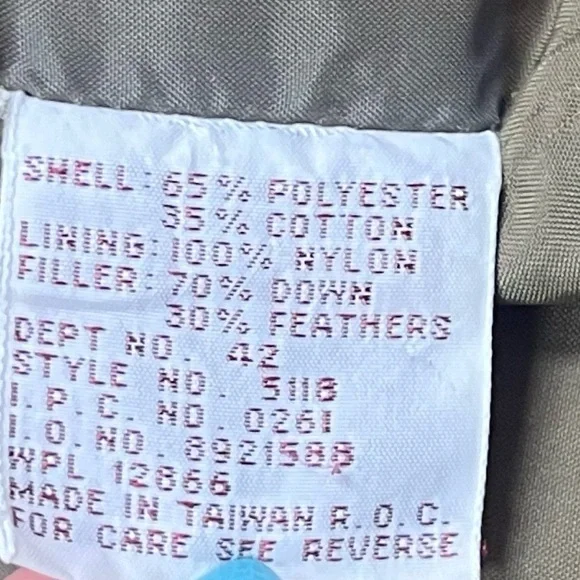 SHELL: 65% POLYESTER
35% COTTON
LINING: 100% NYLON
FILLER: 70% DOWN
30% FEATHERS
DEPT NO. 42
STYLE NO. 5118
I.P.C. NO. 0261
I.O. NO.
WPL 12866
MADE IN TAIWAN R.O.C.
FOR CARE SEE REVERSE